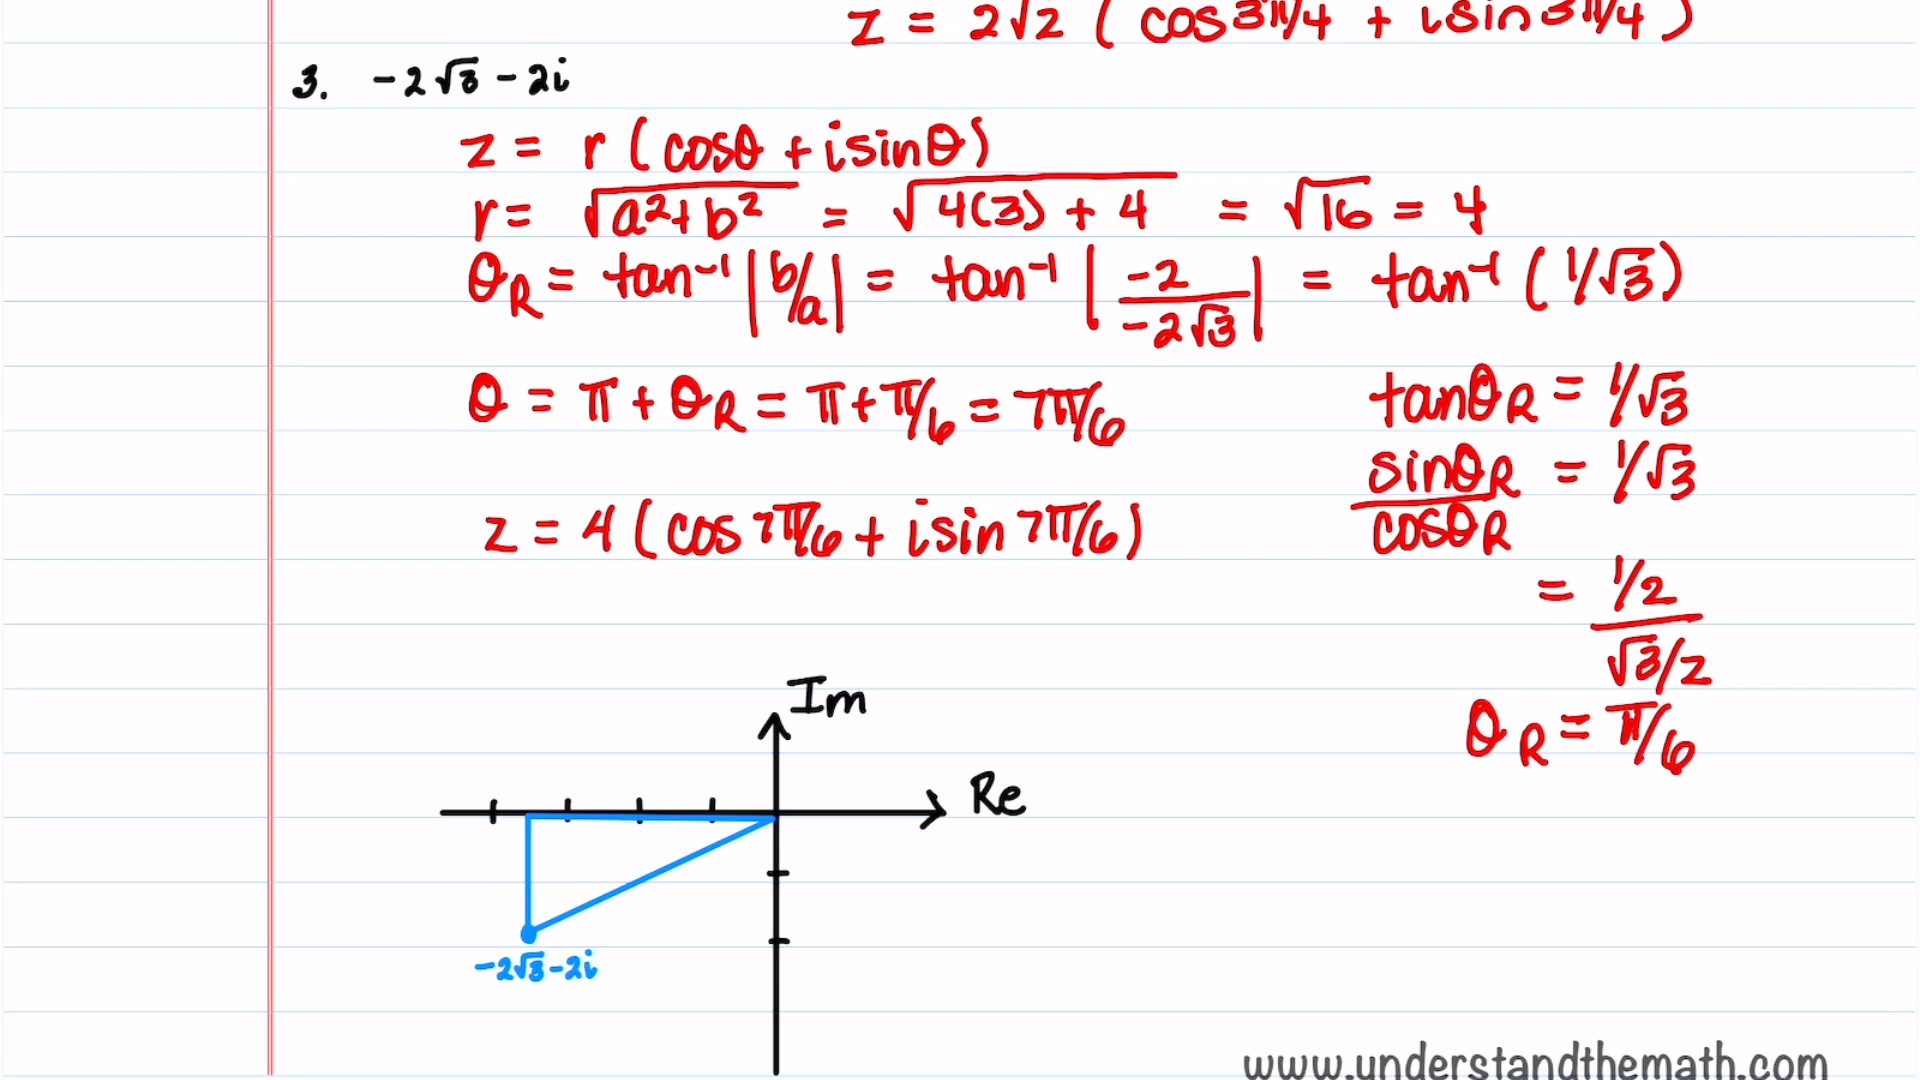 z = 2√2 ( cos 3π/4 + i sin 3π/4 )
3. -2√3 - 2i
z = r ( cosθ + i sinθ )
r = √a²+b² = √4(3) + 4 = √16 = 4
θR = tan⁻¹ |b/a| = tan⁻¹ |-2/-2√3| = tan⁻¹ ( 1/√3 )
θ = π + θR = π + π/6 = 7π/6
tanθR = 1/√3
sinθR/cosθR = 1/√3
z = 4 ( cos 7π/6 + i sin 7π/6 )
= 1/2 / √3/2
θR = π/6
Im
Re
-2√3-2i
www.understandthemath.com